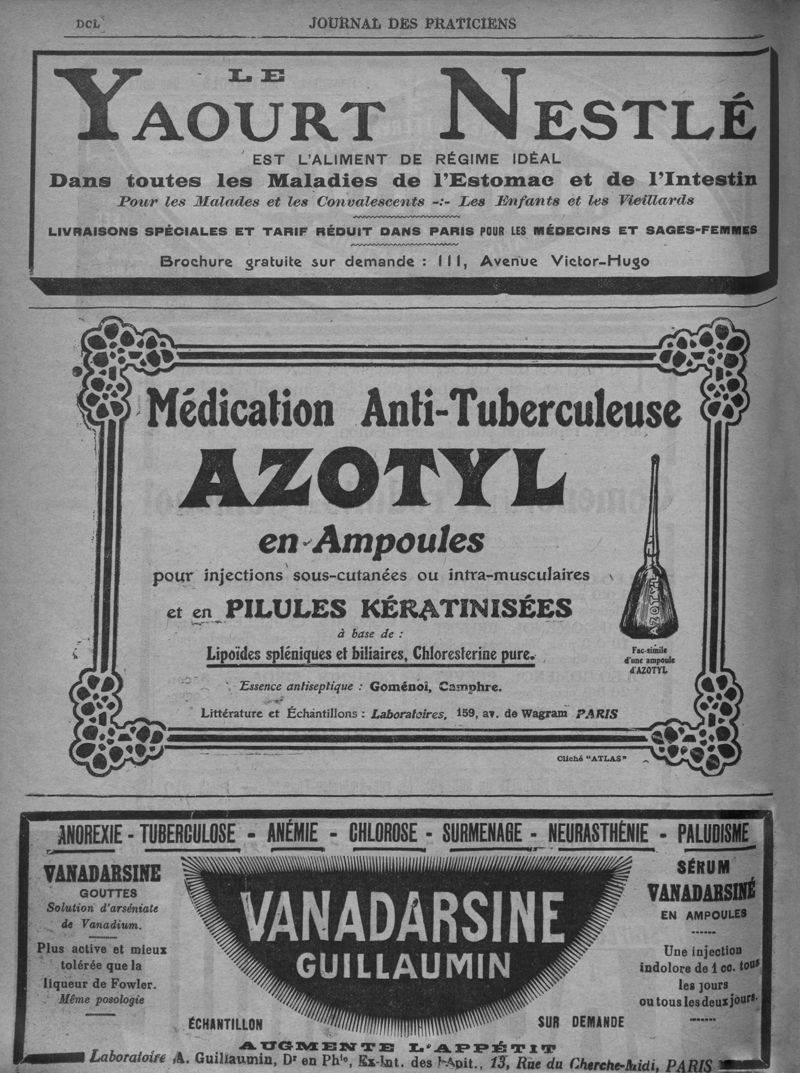 DCL
JOURNAL DES PRATICIENS
LE
YAOURT NESTLÉ
EST L'ALIMENT DE RÉGIME IDÉAL
Dans toutes les Maladies de l'Estomac et de l'Intestin
Pour les Malades et les Convalescents -:- Les Enfants et les Vieillards
LIVRAISONS SPÉCIALES ET TARIF RÉDUIT DANS PARIS POUR LES MÉDECINS ET SAGES-FEMMES
Brochure gratuite sur demande : 111, Avenue Victor-Hugo
Médication Anti-Tuberculeuse
AZOTYL
en Ampoules
pour injections sous-cutanées ou intra-musculaires
et en PILULES KÉRATINISÉES
à base de :
Lipoïdes spléniques et biliaires, Chloresterine pure.
Essence antiseptique : Goménol, Camphre.
Littérature et Échantillons : Laboratoires, 159, av. de Wagram PARIS
AZOTYL
Fac-simile
d'une ampoule
d'AZOTYL
Cliché "ATLAS"
ANOREXIE - TUBERCULOSE - ANÉMIE - CHLOROSE - SURMENAGE - NEURASTHÉNIE - PALUDISME
VANADARSINE
GOUTTES
Solution d'arséniate
de Vanadium.
Plus active et mieux
tolérée que la
liqueur de Fowler.
Même posologie
VANADARSINE
GUILLAUMIN
SÉRUM
VANADARSINÉ
EN AMPOULES
Une injection
indolore de 1 cc. tous
les jours
ou tous les deux jours.
ÉCHANTILLON
SUR DEMANDE
AUGMENTE L'APPÉTIT
Laboratoire A. Guillaumin, Dr en Phie, Ex-Int. des Hôpit., 13, Rue du Cherche-Midi, PARIS